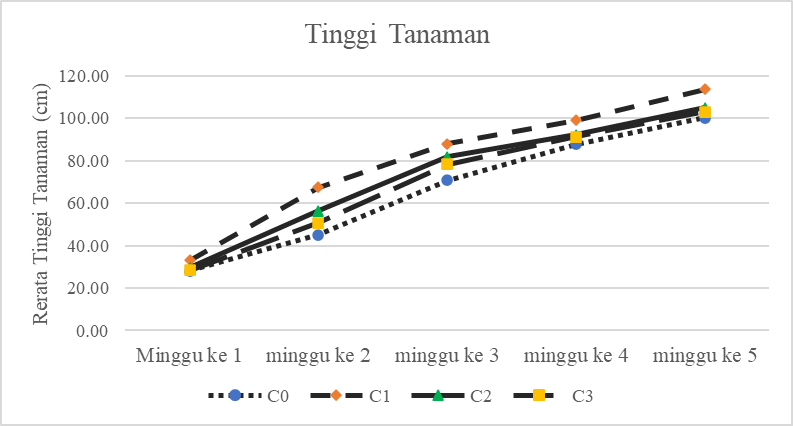 Tinggi Tanaman
Rerata Tinggi Tanaman (cm)
120.00
100.00
80.00
60.00
40.00
20.00
0.00
Minggu ke 1 minggu ke 2 minggu ke 3 minggu ke 4 minggu ke 5
C0 C1 C2 C3